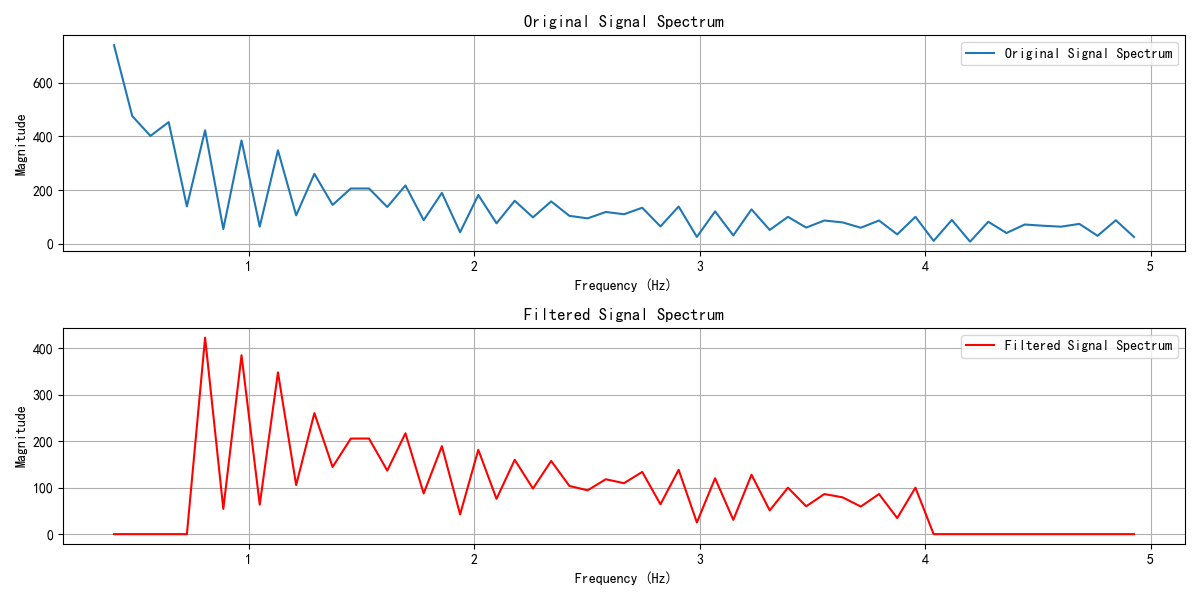 Original Signal Spectrum
Original Signal Spectrum
Magnitude
600
400
200
0
1 2 3 4 5
Frequency (Hz)
Filtered Signal Spectrum
Filtered Signal Spectrum
Magnitude
400
300
200
100
0
1 2 3 4 5
Frequency (Hz)